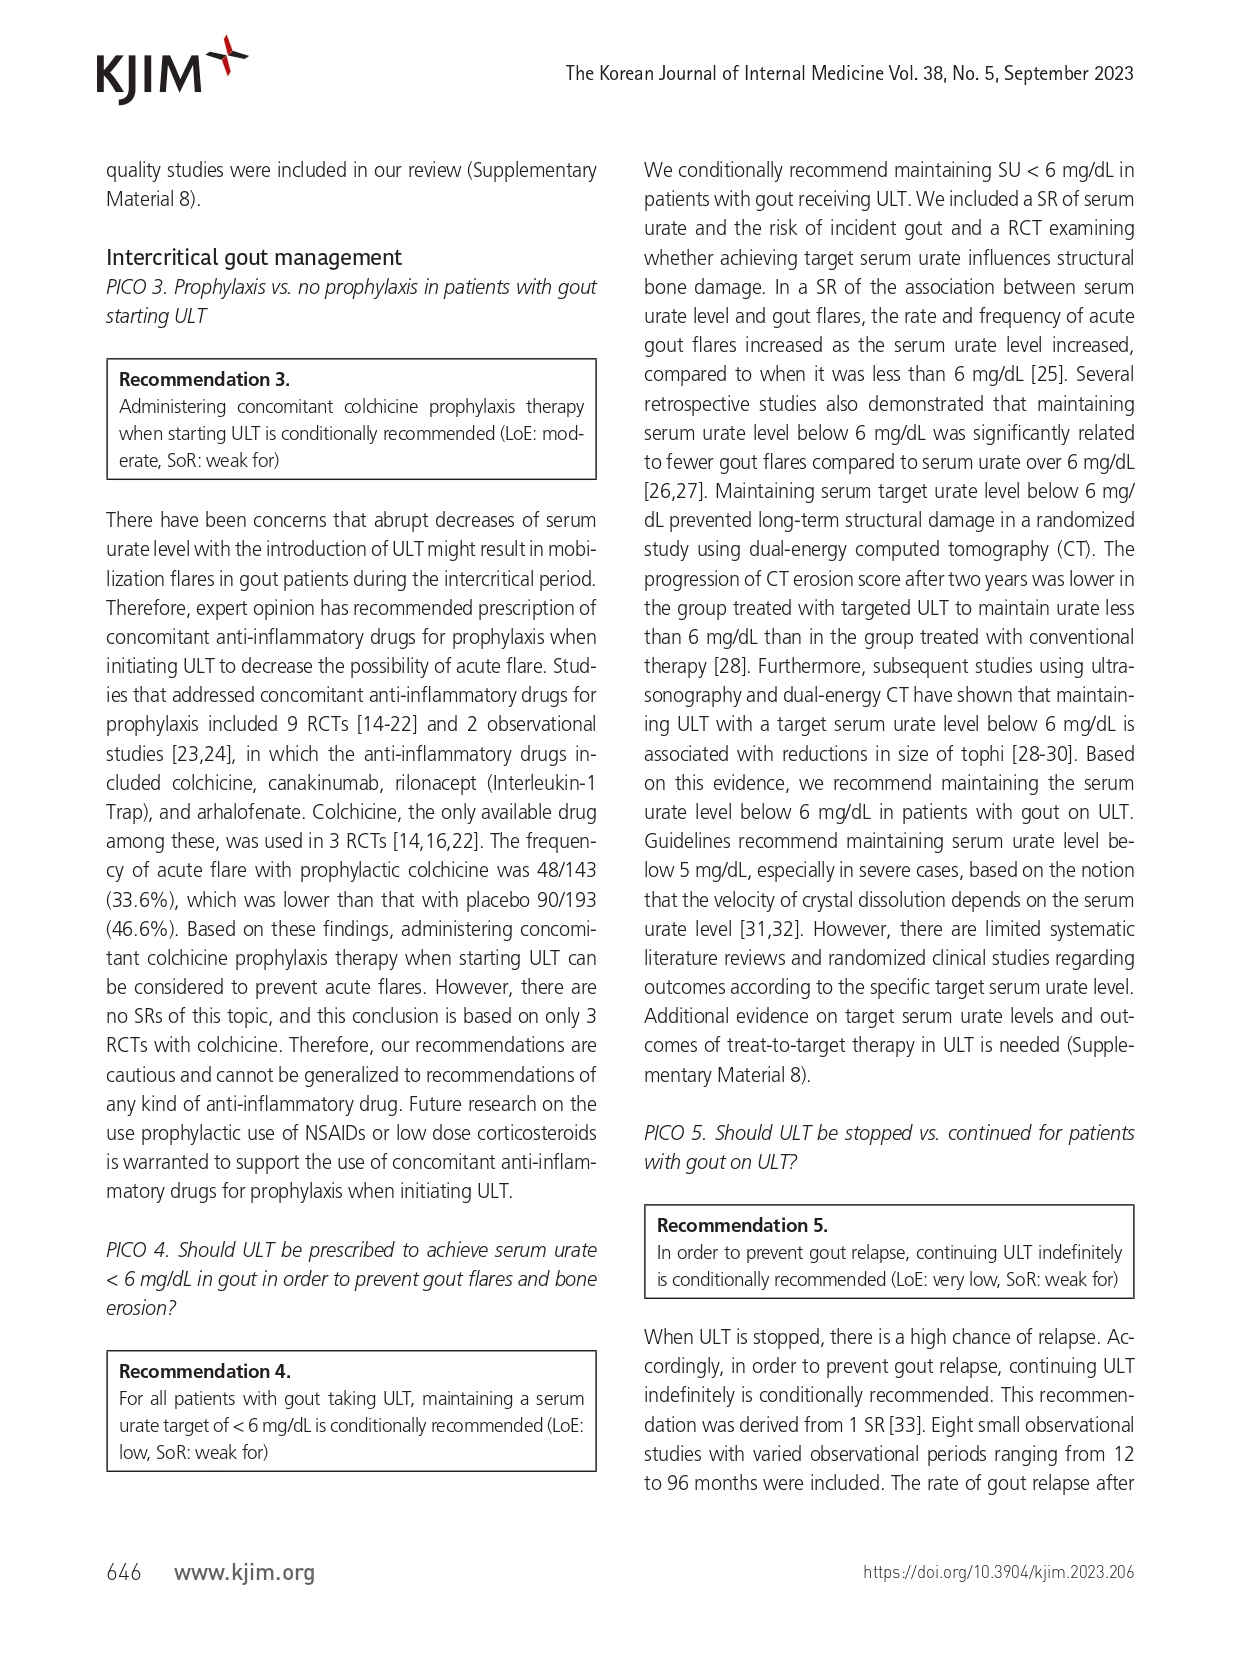 KJIM
The Korean Journal of Internal Medicine Vol. 38, No. 5, September 2023
quality studies were included in our review (Supplementary
Material 8).
Intercritical gout management
PICO 3. Prophylaxis vs. no prophylaxis in patients with gout
starting ULT
Recommendation 3.
Administering concomitant colchicine prophylaxis therapy
when starting ULT is conditionally recommended (LoE: mod-
erate, SoR: weak for)
There have been concerns that abrupt decreases of serum
urate level with the introduction of ULT might result in mobi-
lization flares in gout patients during the intercritical period.
Therefore, expert opinion has recommended prescription of
concomitant anti-inflammatory drugs for prophylaxis when
initiating ULT to decrease the possibility of acute flare. Stud-
ies that addressed concomitant anti-inflammatory drugs for
prophylaxis included 9 RCTs [14-22] and 2 observational
studies [23,24], in which the anti-inflammatory drugs in-
cluded colchicine, canakinumab, rilonacept (Interleukin-1
Trap), and arhalofenate. Colchicine, the only available drug
among these, was used in 3 RCTs [14,16,22]. The frequen-
cy of acute flare with prophylactic colchicine was 48/143
(33.6%), which was lower than that with placebo 90/193
(46.6%). Based on these findings, administering concomi-
tant colchicine prophylaxis therapy when starting ULT can
be considered to prevent acute flares. However, there are
no SRs of this topic, and this conclusion is based on only 3
RCTs with colchicine. Therefore, our recommendations are
cautious and cannot be generalized to recommendations of
any kind of anti-inflammatory drug. Future research on the
use prophylactic use of NSAIDs or low dose corticosteroids
is warranted to support the use of concomitant anti-inflam-
matory drugs for prophylaxis when initiating ULT.
PICO 4. Should ULT be prescribed to achieve serum urate
< 6 mg/dL in gout in order to prevent gout flares and bone
erosion?
Recommendation 4.
For all patients with gout taking ULT, maintaining a serum
urate target of < 6 mg/dL is conditionally recommended (LoE:
low, SoR: weak for)
We conditionally recommend maintaining SU < 6 mg/dL in
patients with gout receiving ULT. We included a SR of serum
urate and the risk of incident gout and a RCT examining
whether achieving target serum urate influences structural
bone damage. In a SR of the association between serum
urate level and gout flares, the rate and frequency of acute
gout flares increased as the serum urate level increased,
compared to when it was less than 6 mg/dL [25]. Several
retrospective studies also demonstrated that maintaining
serum urate level below 6 mg/dL was significantly related
to fewer gout flares compared to serum urate over 6 mg/dL
[26,27]. Maintaining serum target urate level below 6 mg/
dL prevented long-term structural damage in a randomized
study using dual-energy computed tomography (CT). The
progression of CT erosion score after two years was lower in
the group treated with targeted ULT to maintain urate less
than 6 mg/dL than in the group treated with conventional
therapy [28]. Furthermore, subsequent studies using ultra-
sonography and dual-energy CT have shown that maintain-
ing ULT with a target serum urate level below 6 mg/dL is
associated with reductions in size of tophi [28-30]. Based
on this evidence, we recommend maintaining the serum
urate level below 6 mg/dL in patients with gout on ULT.
Guidelines recommend maintaining serum urate level be-
low 5 mg/dL, especially in severe cases, based on the notion
that the velocity of crystal dissolution depends on the serum
urate level [31,32]. However, there are limited systematic
literature reviews and randomized clinical studies regarding
outcomes according to the specific target serum urate level.
Additional evidence on target serum urate levels and out-
comes of treat-to-target therapy in ULT is needed (Supple-
mentary Material 8).
PICO 5. Should ULT be stopped vs. continued for patients
with gout on ULT?
Recommendation 5.
In order to prevent gout relapse, continuing ULT indefinitely
is conditionally recommended (LoE: very low, SoR: weak for)
When ULT is stopped, there is a high chance of relapse. Ac-
cordingly, in order to prevent gout relapse, continuing ULT
indefinitely is conditionally recommended. This recommen-
dation was derived from 1 SR [33]. Eight small observational
studies with varied observational periods ranging from 12
to 96 months were included. The rate of gout relapse after
646 www.kjim.org
https://doi.org/10.3904/kjim.2023.206